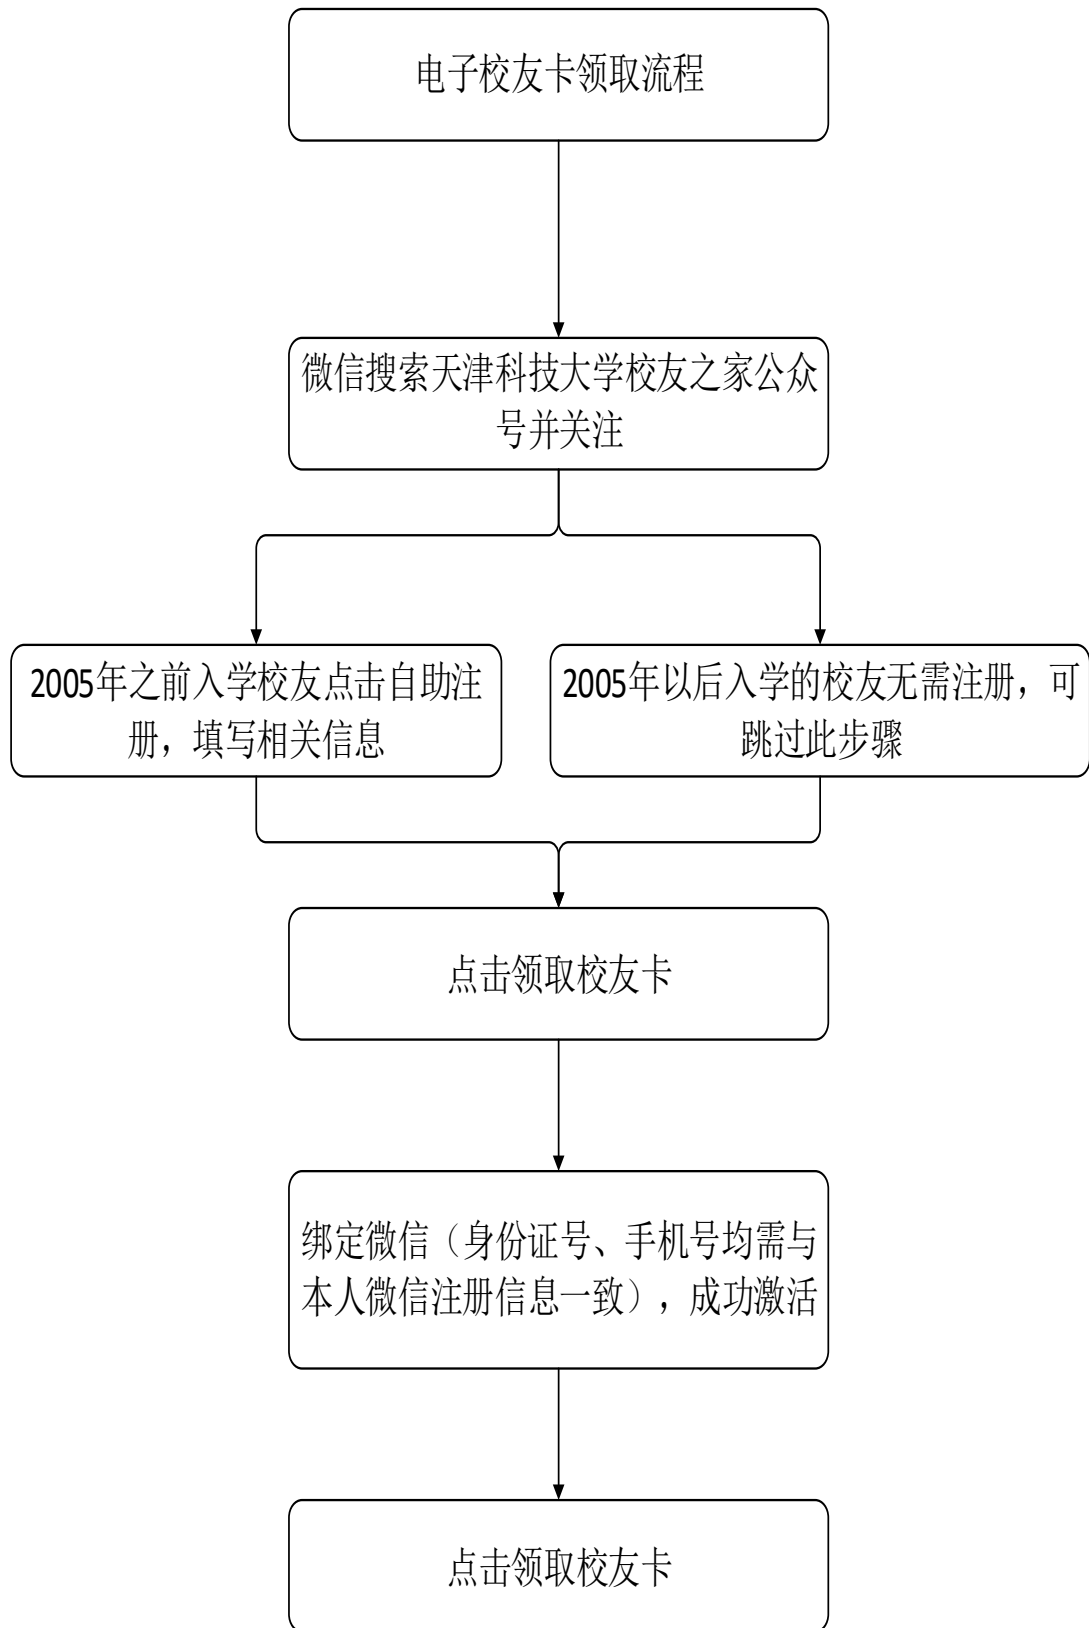 电子校友卡领取流程
微信搜索天津科技大学校友之家公众
号并关注
2005年之前入学校友点击自助注
册，填写相关信息
2005年以后入学的校友无需注册，可
跳过此步骤
点击领取校友卡
绑定微信（身份证号、手机号均需与
本人微信注册信息一致），成功激活
点击领取校友卡